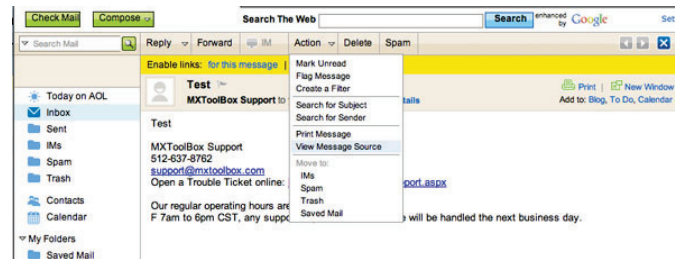 Check Mail Compose Search The Web Search enhanced by Google Set
Search Mail Reply Forward IM Action Delete Spam
Enable links: for this message |
Mark Unread
Flag Message
Create a Filter
Search for Subject
Search for Sender
Print Message
View Message Source
Move to:
IMs
Spam
Trash
Saved Mail
Test
Print | New Window
MXToolBox Support to
Add to: Blog, To Do, Calendar
Today on AOL
Inbox
Sent
IMs
Spam
Trash
Contacts
Calendar
My Folders
Saved Mail
Test
MXToolBox Support
512-637-8762
support@mxtoolbox.com
Open a Trouble Ticket online: port.aspx
Our regular operating hours are
F 7am to 6pm CST, any will be handled the next business day.